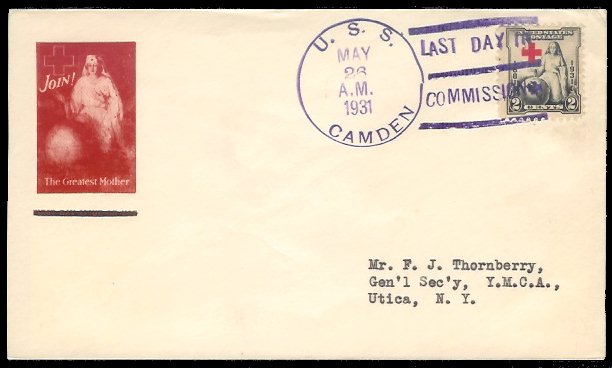 JOIN!
The Greatest Mother
U. S. S.
MAY
26
A.M.
1931
CAMDEN
LAST DAY IN
COMMISSION
UNITED STATES
POSTAGE
1931
2 CENTS 2
Mr. F. J. Thornberry,
Gen'l Sec'y, Y.M.C.A.,
Utica, N. Y.